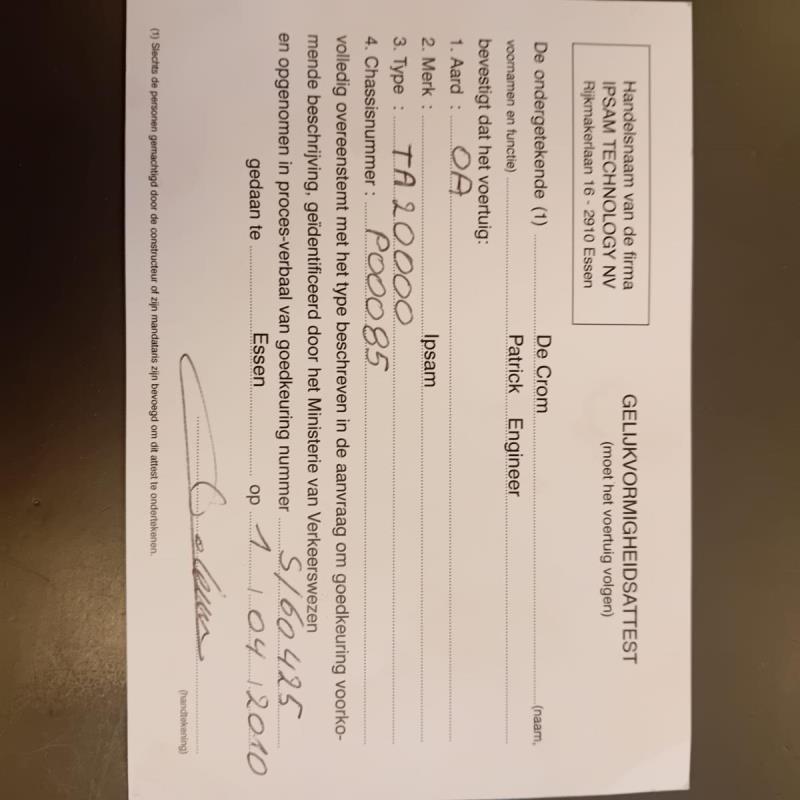 Handelsnaam van de firma
IPSAM TECHNOLOGY NV
Rijkmakerlaan 16 - 2910 Essen
GELIJKVORMIGHEIDSATTEST
(moet het voertuig volgen)
De ondergetekende (1) De Crom (naam,
voornamen en functie) Patrick Engineer
bevestigt dat het voertuig:
1. Aard : OA
2. Merk : Ipsam
3. Type : TA 20000
4. Chassisnummer : P00085
volledig overeenstemt met het type beschreven in de aanvraag om goedkeuring voorko-
mende beschrijving, geïdentificeerd door het Ministerie van Verkeerswezen
en opgenomen in proces-verbaal van goedkeuring nummer S/60425
gedaan te Essen op 1 / 04 / 2010
(handtekening)
(1) Slechts de personen gemachtigd door de constructeur of zijn mandataris zijn bevoegd om dit attest te ondertekenen.